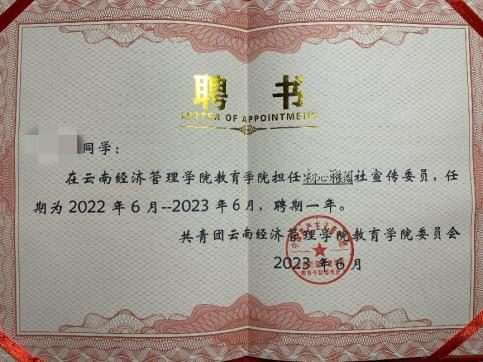 聘书
LETTER OF APPOINTMENT
同学：
在云南经济管理学院教育学院担任心雅阁社宣传委员，任
期为2022年6月--2023年6月，聘期一年。
共青团云南经济管理学院教育学院委员会
2023年6月